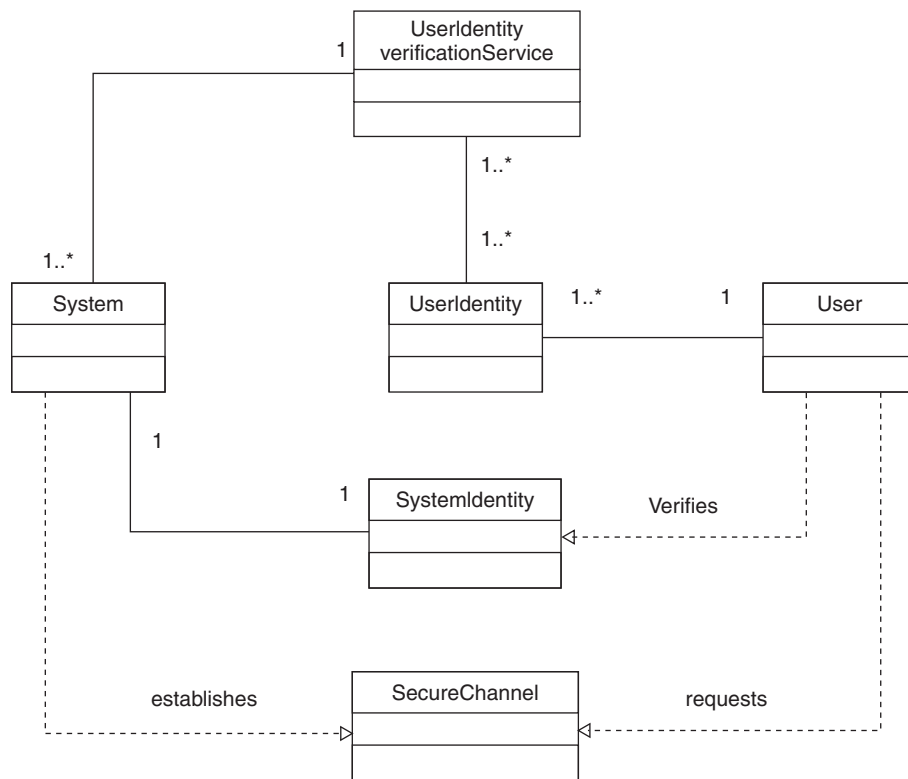 UserIdentity
verificationService
1
1..*
1..*
1..*
System
UserIdentity
1..*
1
User
1
1
SystemIdentity
Verifies
establishes
SecureChannel
requests